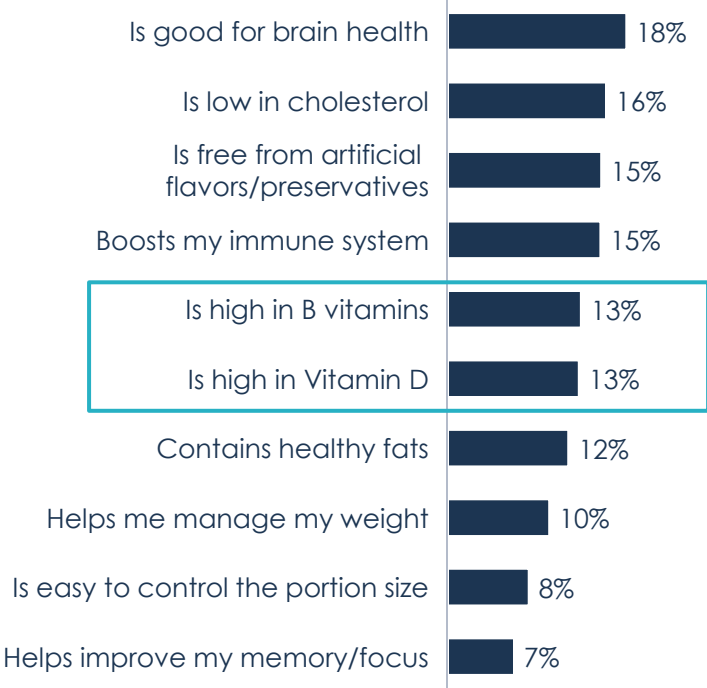 Is good for brain health 18%
Is low in cholesterol 16%
Is free from artificial
flavors/preservatives 15%
Boosts my immune system 15%
Is high in B vitamins 13%
Is high in Vitamin D 13%
Contains healthy fats 12%
Helps me manage my weight 10%
Is easy to control the portion size 8%
Helps improve my memory/focus 7%